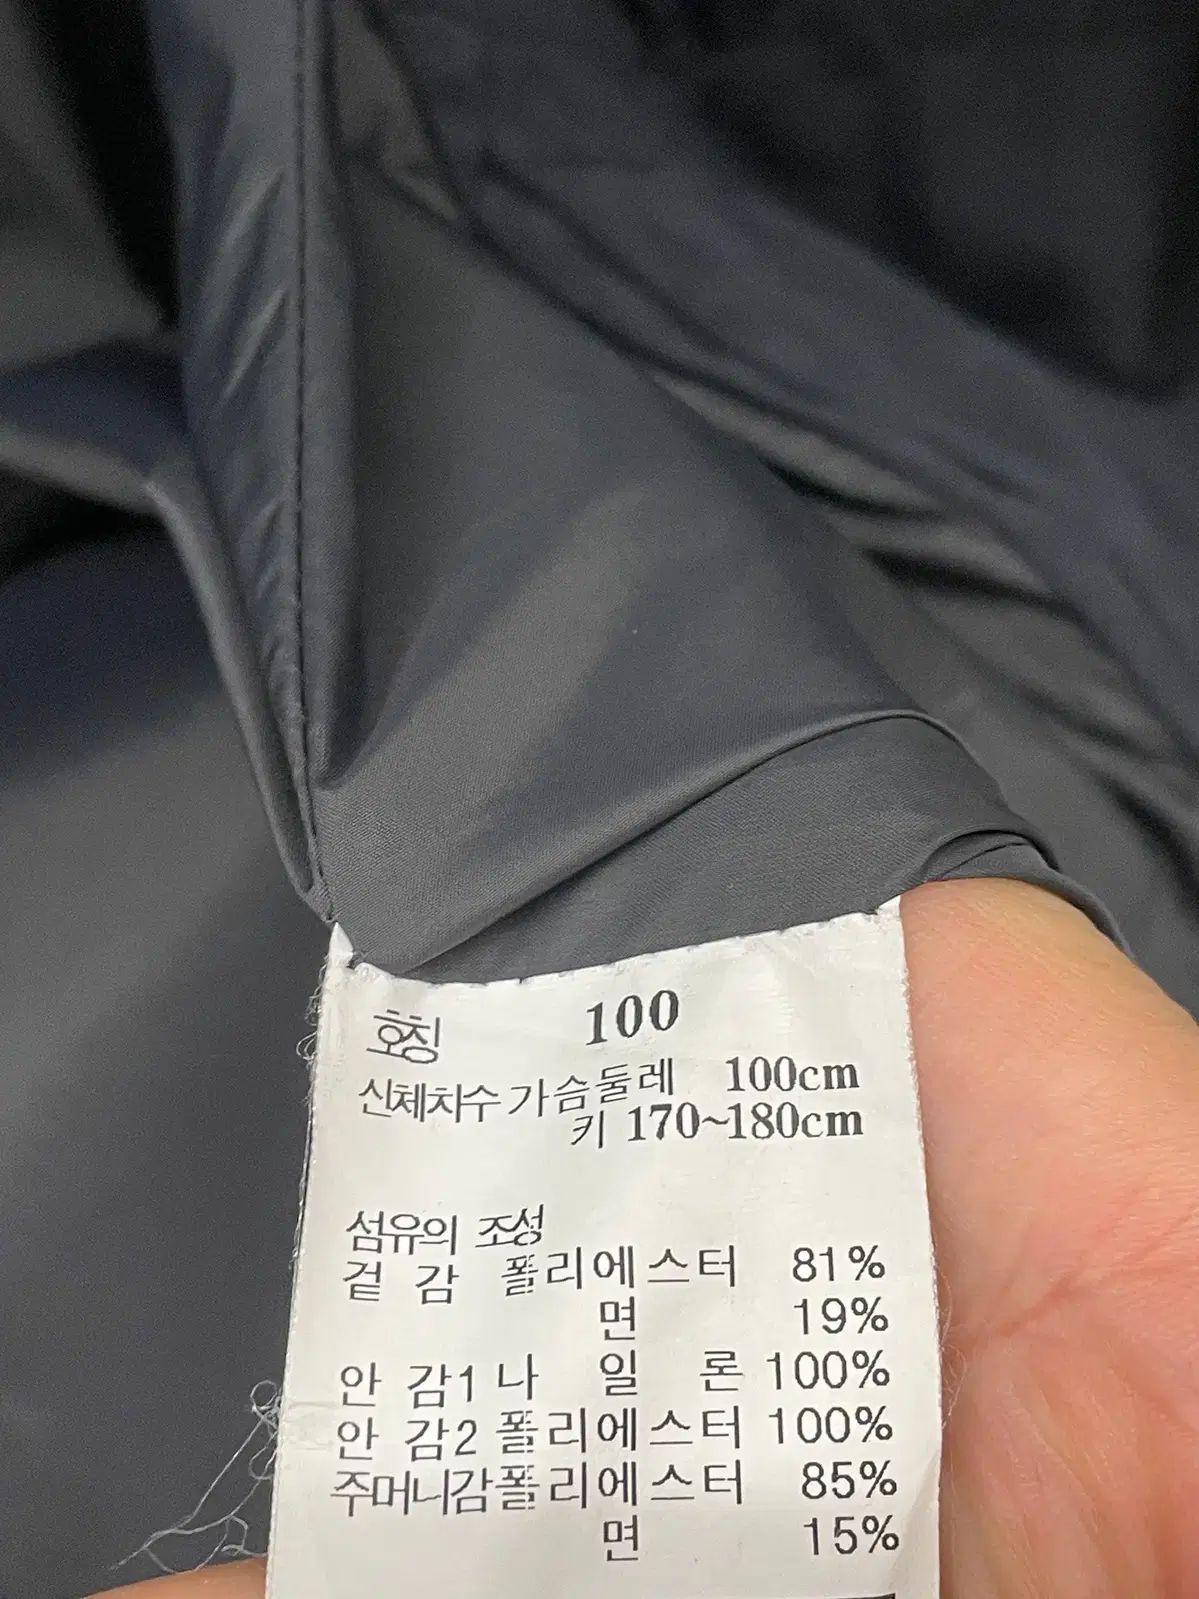 호칭 100
신체치수 가슴둘레 100cm
키 170~180cm
섬유의 조성
겉 감 폴리에스터 81%
면 19%
안 감1 나 일 론 100%
안 감2 폴리에스터 100%
주머니감폴리에스터 85%
면 15%